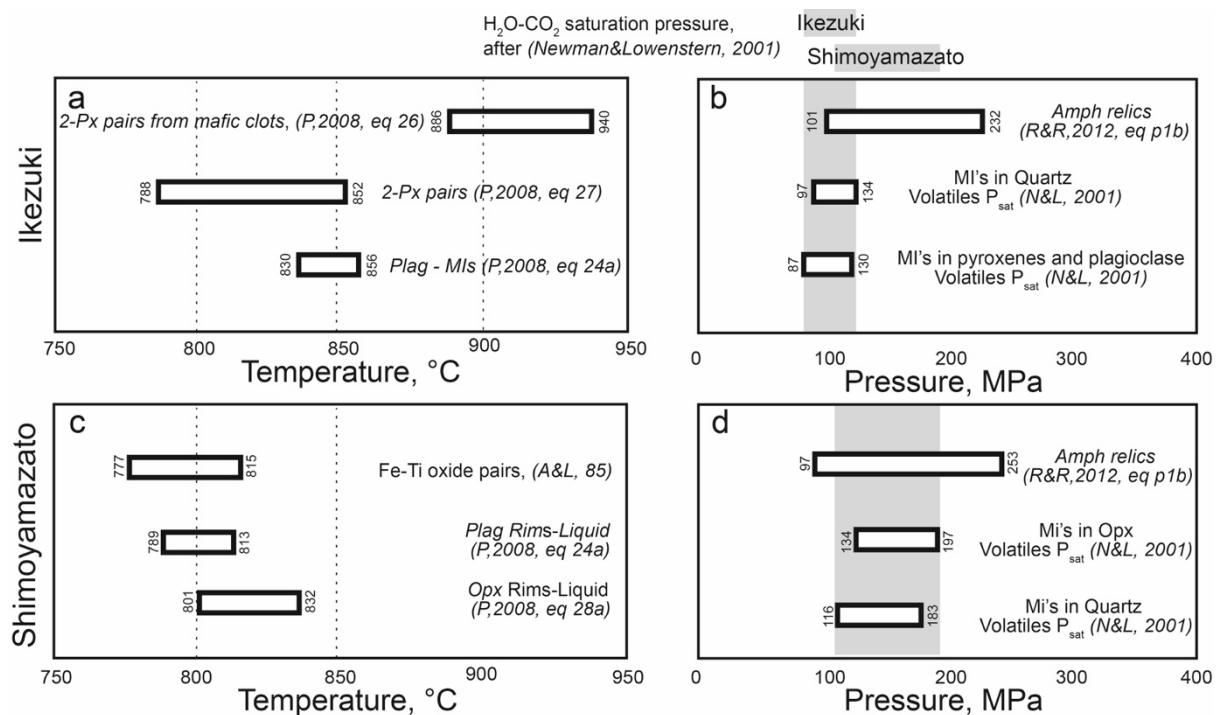 H2O-CO2 saturation pressure,
after (Newman&Lowenstern, 2001)
Ikezuki
Shimoyamazato
Ikezuki
a
2-Px pairs from mafic clots, (P,2008, eq 26)
886
940
788
852
2-Px pairs (P,2008, eq 27)
830
856
Plag - MIs (P,2008, eq 24a)
750
800
850
900
950
Temperature, °C
b
101
232
Amph relics
(R&R,2012, eq p1b)
97
134
MI's in Quartz
Volatiles Psat (N&L, 2001)
87
130
MI's in pyroxenes and plagioclase
Volatiles Psat (N&L, 2001)
0
100
200
300
400
Pressure, MPa
Shimoyamazato
c
777
815
Fe-Ti oxide pairs, (A&L, 85)
789
813
Plag Rims-Liquid
(P,2008, eq 24a)
801
832
Opx Rims-Liquid
(P,2008, eq 28a)
750
800
850
900
950
Temperature, °C
d
97
253
Amph relics
(R&R,2012, eq p1b)
134
197
Mi's in Opx
Volatiles Psat (N&L, 2001)
116
183
Mi's in Quartz
Volatiles Psat (N&L, 2001)
0
100
200
300
400
Pressure, MPa